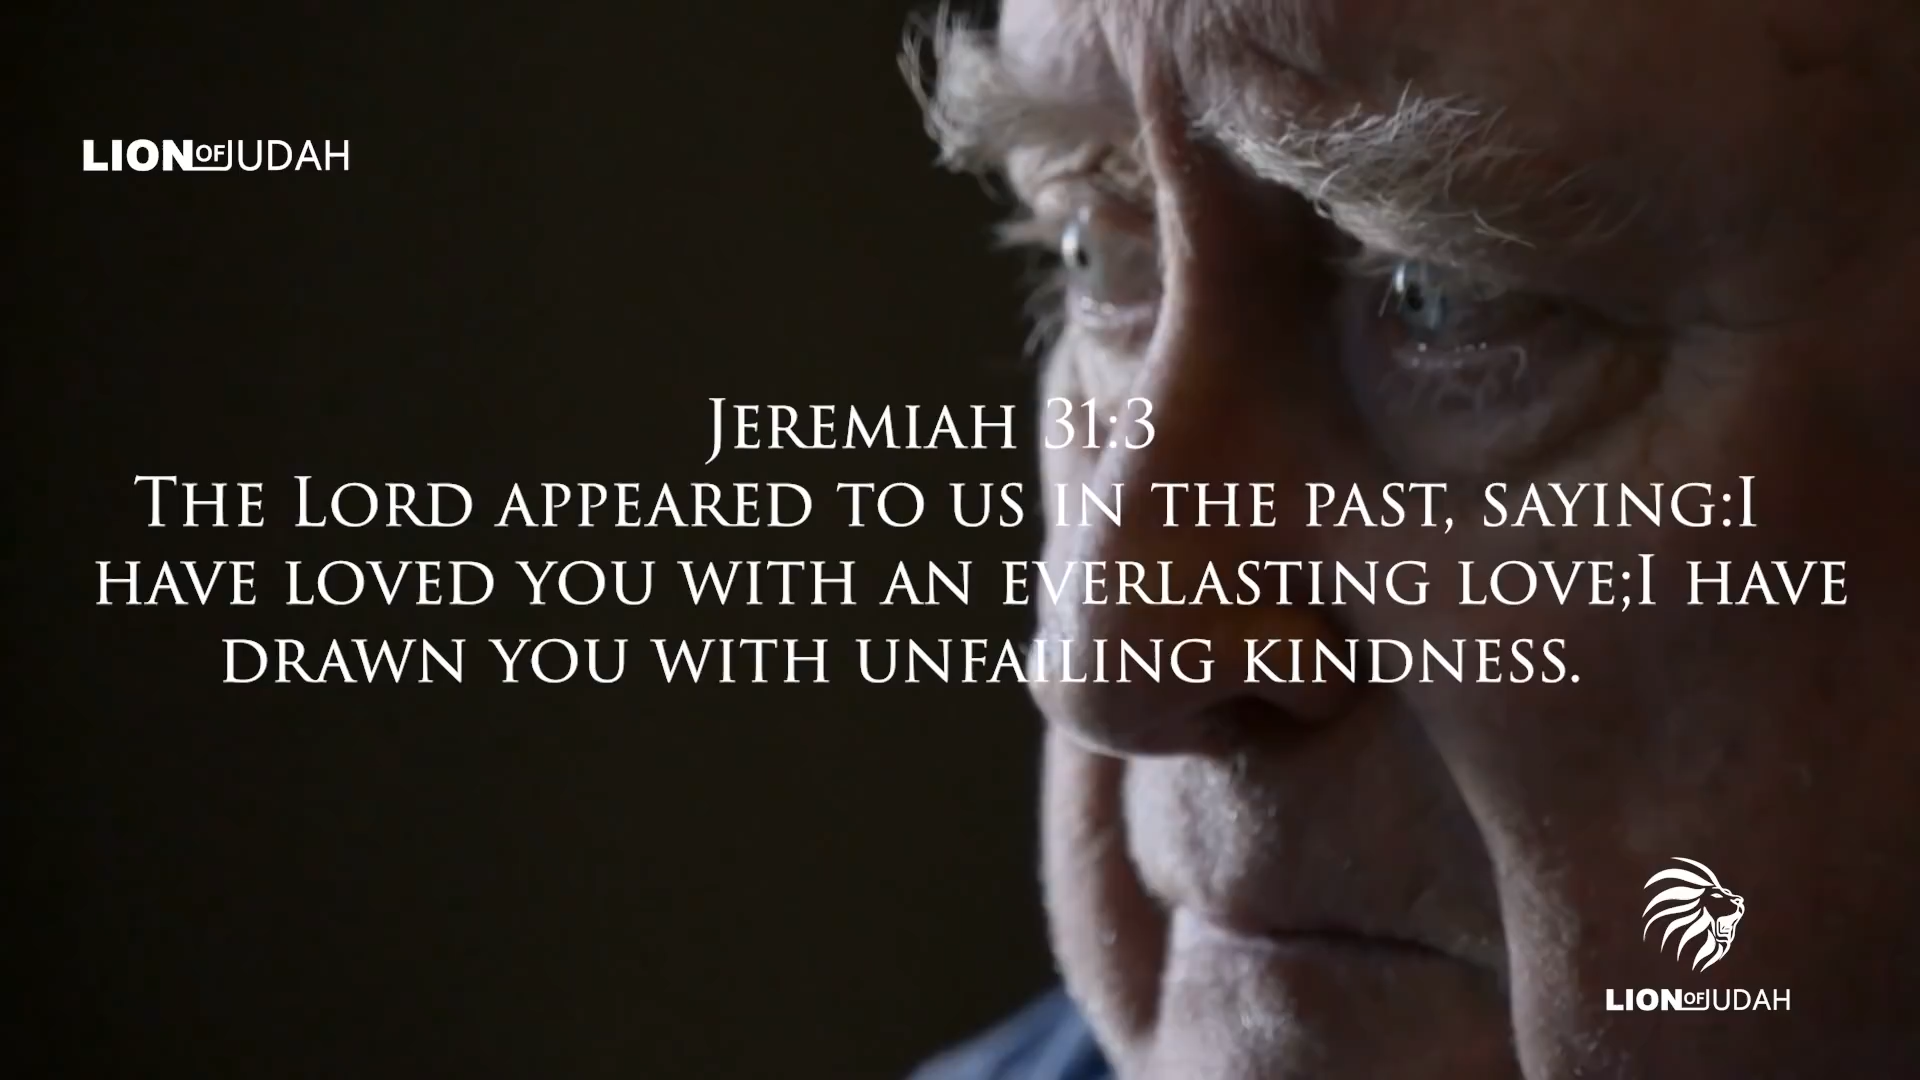 LION OF JUDAH
Jeremiah 31:3
The Lord appeared to us in the past, saying:I
have loved you with an everlasting love;I have
drawn you with unfailing kindness.
LION OF JUDAH